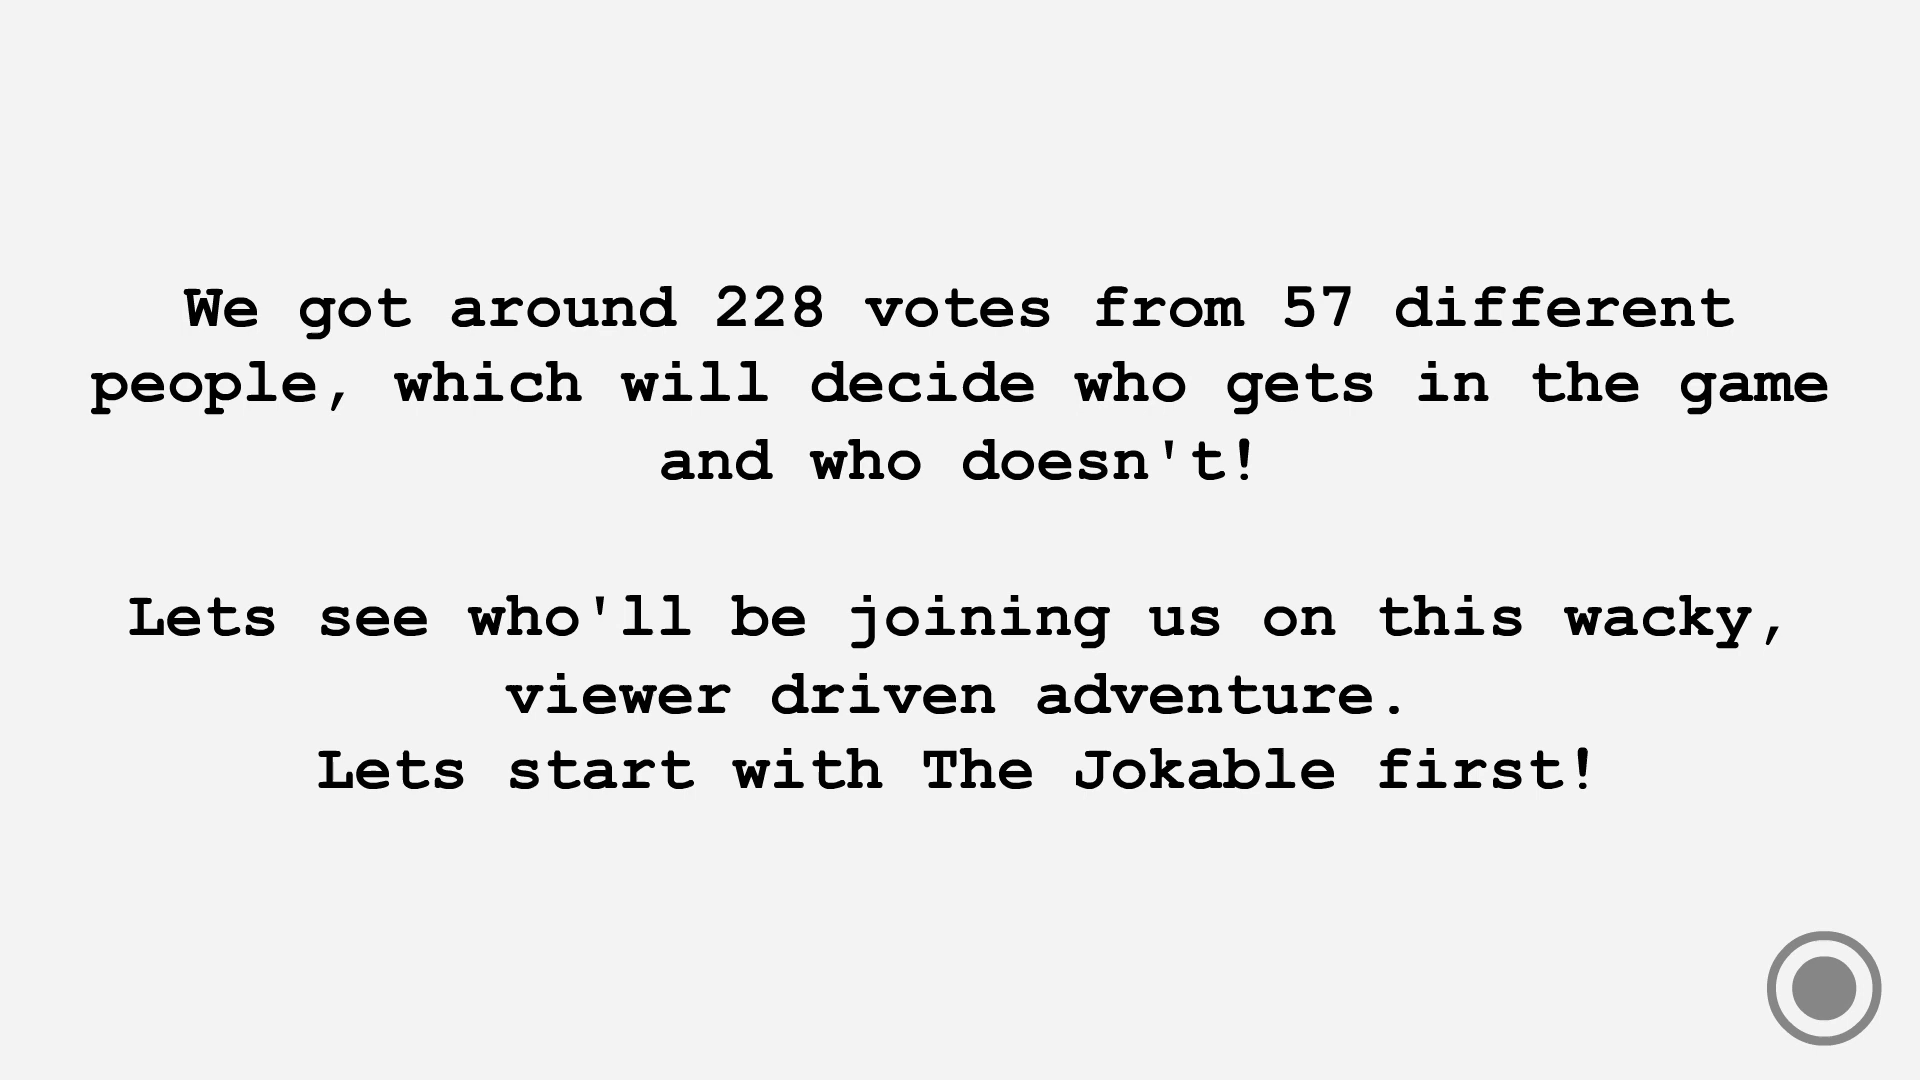 We got around 228 votes from 57 different
people, which will decide who gets in the game
and who doesn't!
Lets see who'll be joining us on this wacky,
viewer driven adventure.
Lets start with The Jokable first!